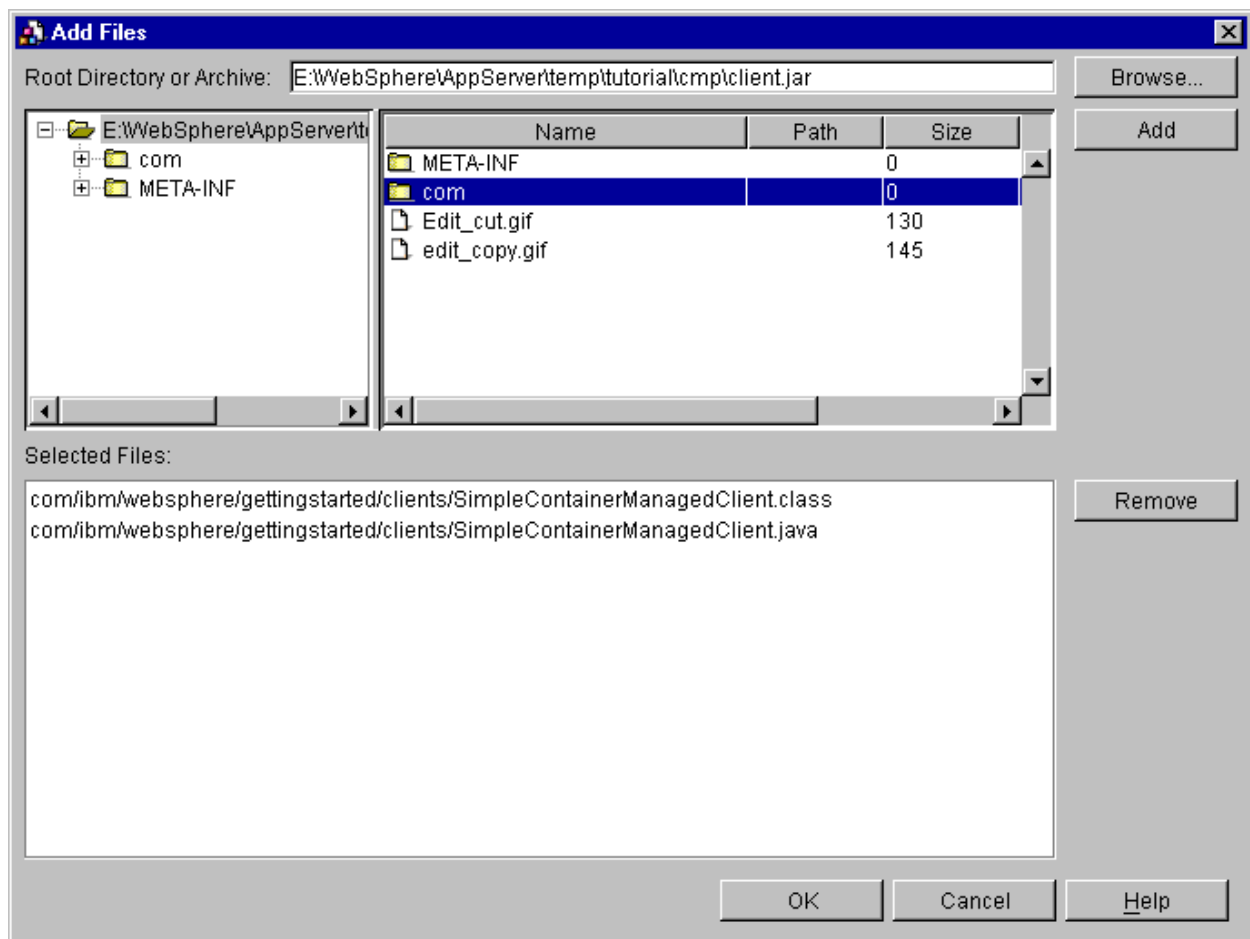 Add Files
Root Directory or Archive: E:\WebSphere\AppServer\temp\tutorial\cmp\client.jar Browse...
E:\WebSphere\AppServer\t
com
META-INF
Name Path Size
META-INF 0
com 0
Edit_cut.gif 130
edit_copy.gif 145
Add
Selected Files:
com/ibm/websphere/gettingstarted/clients/SimpleContainerManagedClient.class
com/ibm/websphere/gettingstarted/clients/SimpleContainerManagedClient.java
Remove
OK Cancel Help